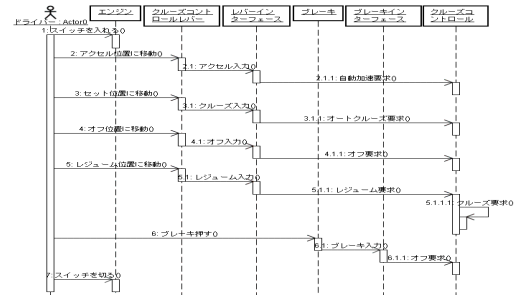 ドライバー : Actor0
エンジン
クルーズコント
ロールレバー
レバーイン
ターフェース
ブレーキ
ブレーキイン
ターフェース
クルーズコ
ントロール
1:スイッチを入れる()
2: アクセル位置に移動()
2.1: アクセル入力()
2.1.1: 自動加速要求()
3: セット位置に移動()
3.1: クルーズ入力()
3.1.1: オートクルーズ要求()
4: オフ位置に移動()
4.1: オフ入力()
4.1.1: オフ要求()
5: レジューム位置に移動()
5.1: レジューム入力()
5.1.1: レジューム要求()
5.1.1.1: クルーズ要求()
6: ブレーキ押す()
6.1: ブレーキ入力()
6.1.1: オフ要求()
7:スイッチを切る()